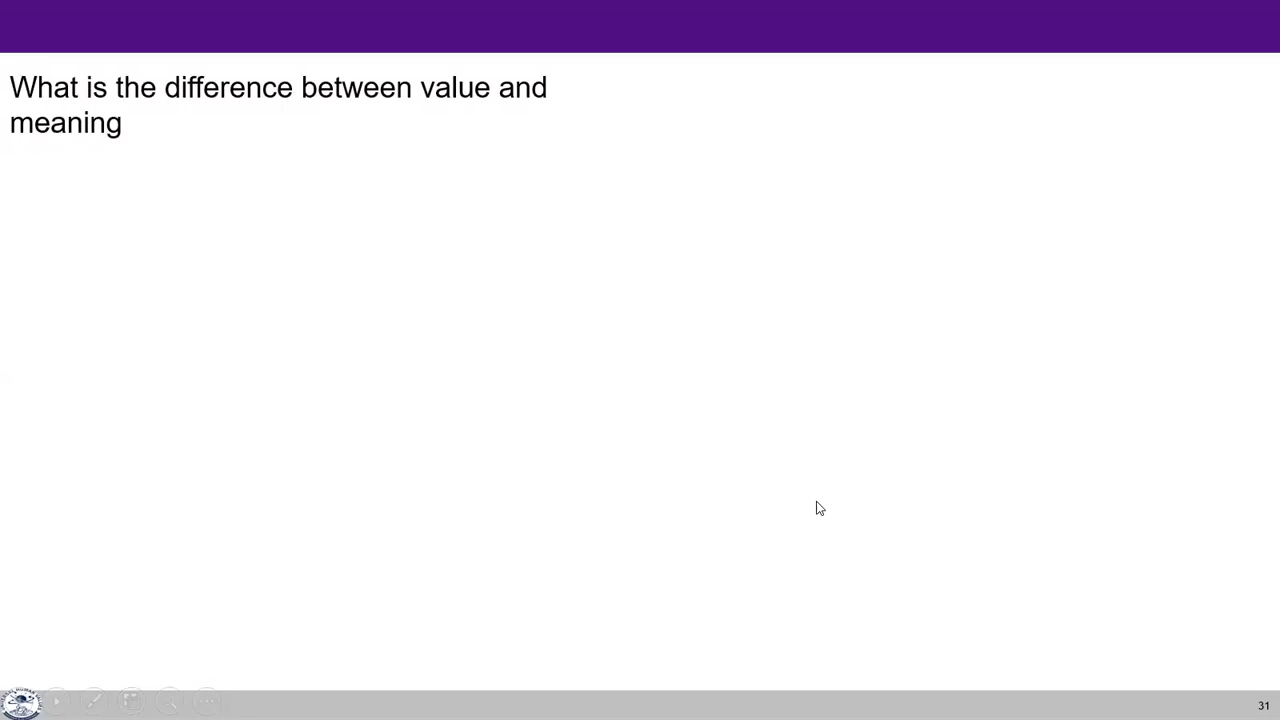 What is the difference between value and
meaning
31